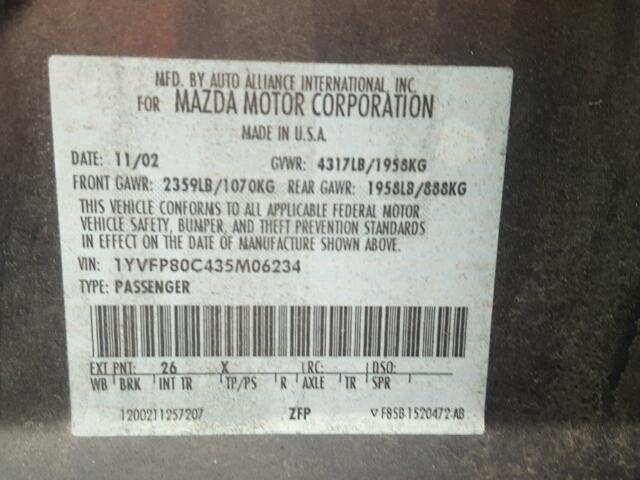 MFD. BY AUTO ALLIANCE INTERNATIONAL, INC.
FOR MAZDA MOTOR CORPORATION
MADE IN U.S.A.
DATE: 11/02 GVWR: 4317LB/1958KG
FRONT GAWR: 2359LB/1070KG REAR GAWR: 1958LB/888KG
THIS VEHICLE CONFORMS TO ALL APPLICABLE FEDERAL MOTOR
VEHICLE SAFETY, BUMPER, AND THEFT PREVENTION STANDARDS
IN EFFECT ON THE DATE OF MANUFACTURE SHOWN ABOVE.
VIN: 1YVFP80C435M06234
TYPE: PASSENGER
EXT PNT: 26 X RC: DSO:
WB BRK INT TR TP/PS R AXLE TR SPR
1200211257207 ZFP V F85B-1520472-AB